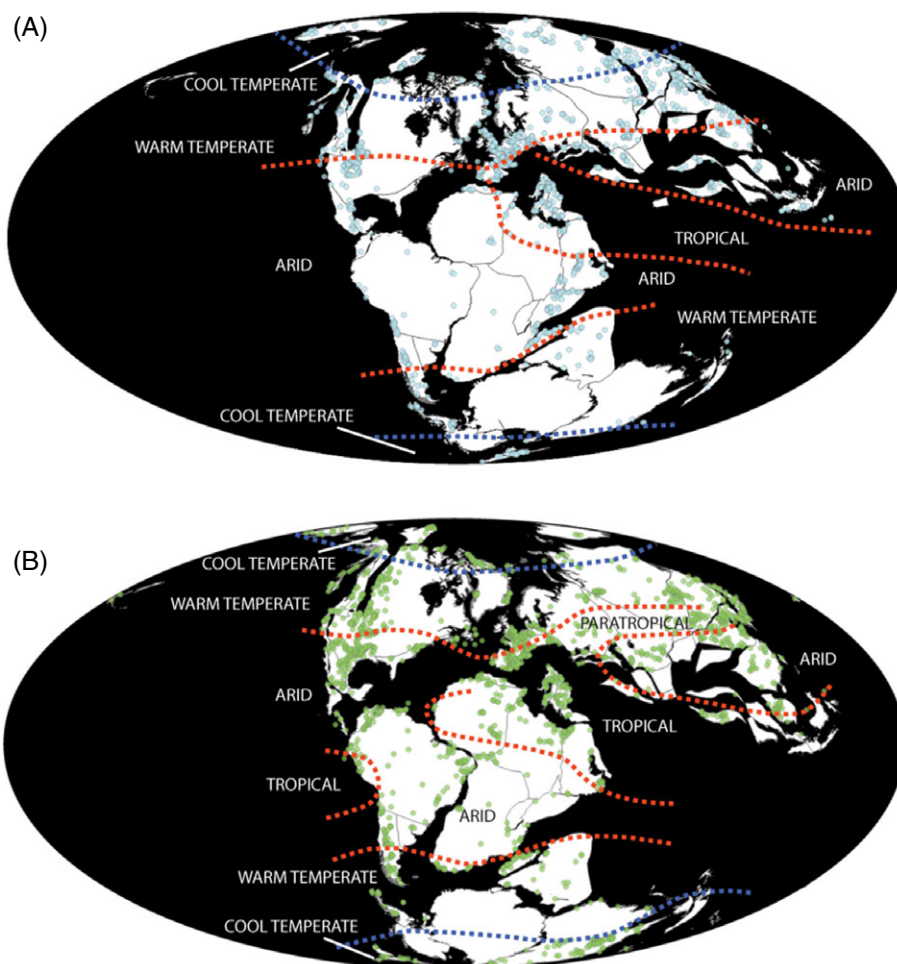 (A)
COOL TEMPERATE
WARM TEMPERATE
ARID
TROPICAL
ARID
ARID
WARM TEMPERATE
COOL TEMPERATE
(B)
COOL TEMPERATE
WARM TEMPERATE
PARATROPICAL
ARID
ARID
TROPICAL
TROPICAL
ARID
WARM TEMPERATE
COOL TEMPERATE